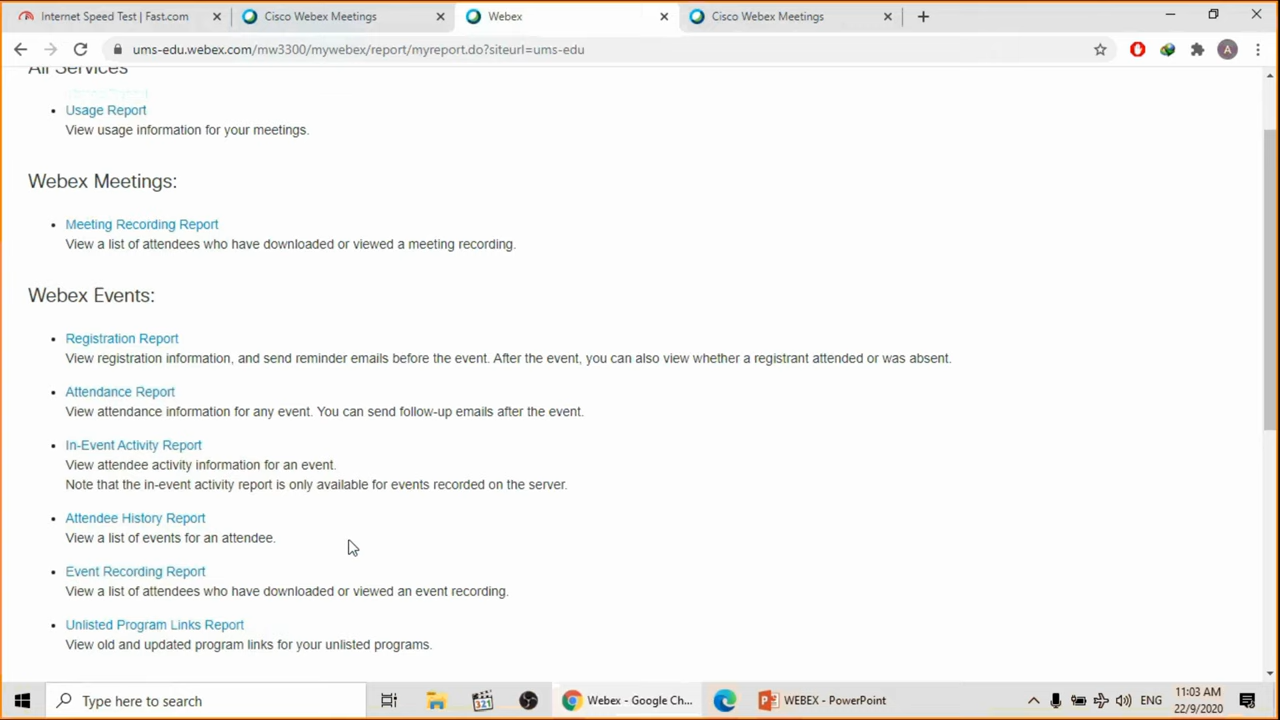 Internet Speed Test | Fast.com
Cisco Webex Meetings
Webex
Cisco Webex Meetings
ums-edu.webex.com/mw3300/mywebex/report/myreport.do?siteurl=ums-edu
A
All Services
Usage Report
View usage information for your meetings.
Webex Meetings:
Meeting Recording Report
View a list of attendees who have downloaded or viewed a meeting recording.
Webex Events:
Registration Report
View registration information, and send reminder emails before the event. After the event, you can also view whether a registrant attended or was absent.
Attendance Report
View attendance information for any event. You can send follow-up emails after the event.
In-Event Activity Report
View attendee activity information for an event.
Note that the in-event activity report is only available for events recorded on the server.
Attendee History Report
View a list of events for an attendee.
Event Recording Report
View a list of attendees who have downloaded or viewed an event recording.
Unlisted Program Links Report
View old and updated program links for your unlisted programs.
Type here to search
321
Webex - Google Ch...
WEBEX - PowerPoint
ENG
11:03 AM
22/9/2020